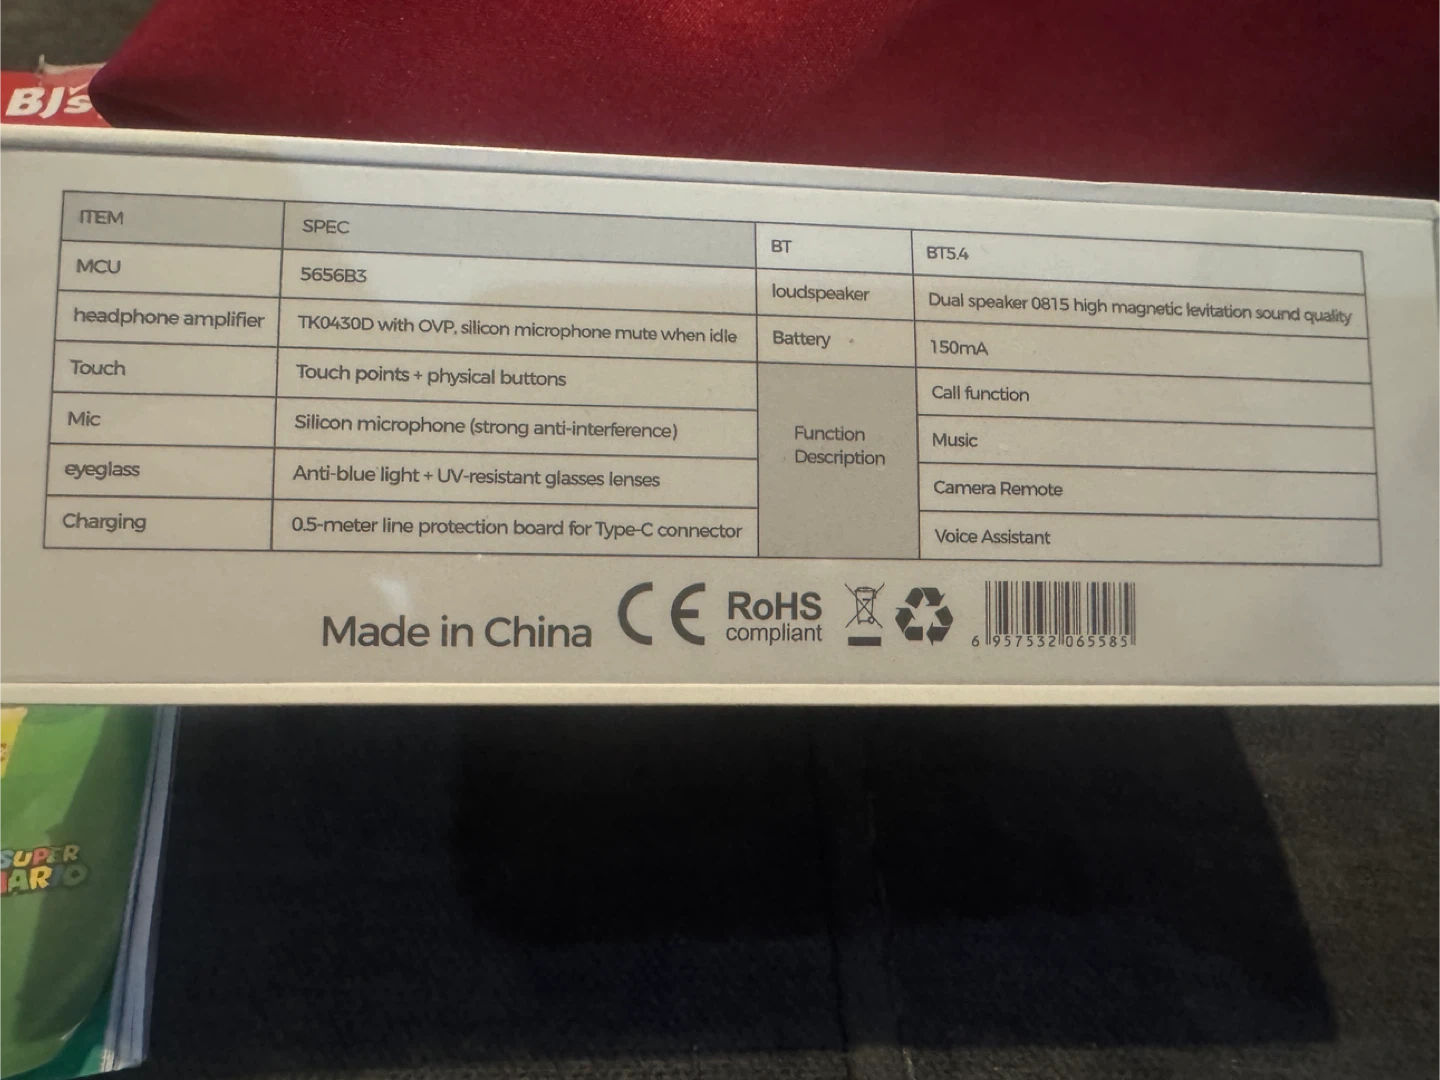 BJ's
ITEM
SPEC
MCU
5656B3
headphone amplifier
TK0430D with OVP, silicon microphone mute when idle
Touch
Touch points + physical buttons
Mic
Silicon microphone (strong anti-interference)
eyeglass
Anti-blue light + UV-resistant glasses lenses
Charging
0.5-meter line protection board for Type-C connector
BT
BT5.4
loudspeaker
Dual speaker 0815 high magnetic levitation sound quality
Battery
150mA
Function
Description
Call function
Music
Camera Remote
Voice Assistant
Made in China
CE
RoHS
compliant
6 957532 065585
SUPER
MARIO